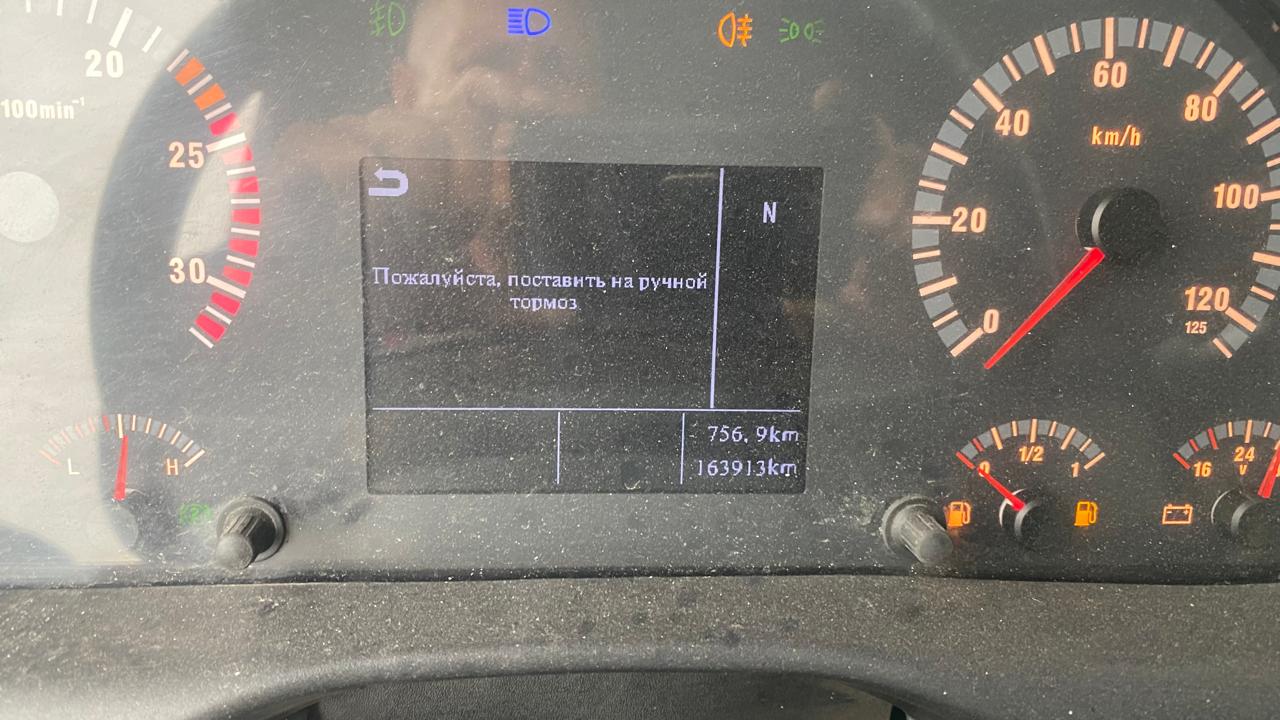 20
100min⁻¹
25
30
L H
N
Пожалуйста, поставить на ручной
тормоз
756. 9km
163913km
0 20 40 60 80 100 120
125
km/h
0 1/2 1
16 24
V